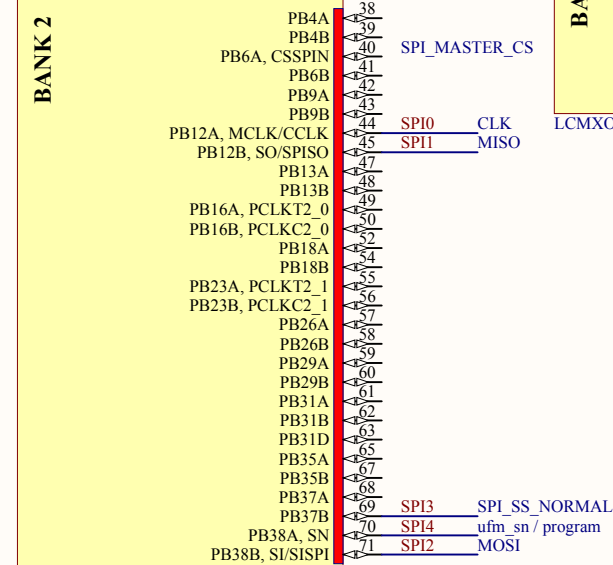 BANK 2
PB4A 38
PB4B 39
PB6A, CSSPIN 40 SPI_MASTER_CS
PB6B 41
PB9A 42
PB9B 43
PB12A, MCLK/CCLK 44 SPI0 CLK
PB12B, SO/SPISO 45 SPI1 MISO
PB13A 47
PB13B 48
PB16A, PCLKT2_0 49
PB16B, PCLKC2_0 50
PB18A 52
PB18B 54
PB23A, PCLKT2_1 55
PB23B, PCLKC2_1 56
PB26A 57
PB26B 58
PB29A 59
PB29B 60
PB31A 61
PB31B 62
PB31D 63
PB35A 65
PB35B 67
PB37A 68
PB37B 69 SPI3 SPI_SS_NORMAL
PB38A, SN 70 SPI4 ufm_sn / program
PB38B, SI/SISPI 71 SPI2 MOSI
BA
LCMXO